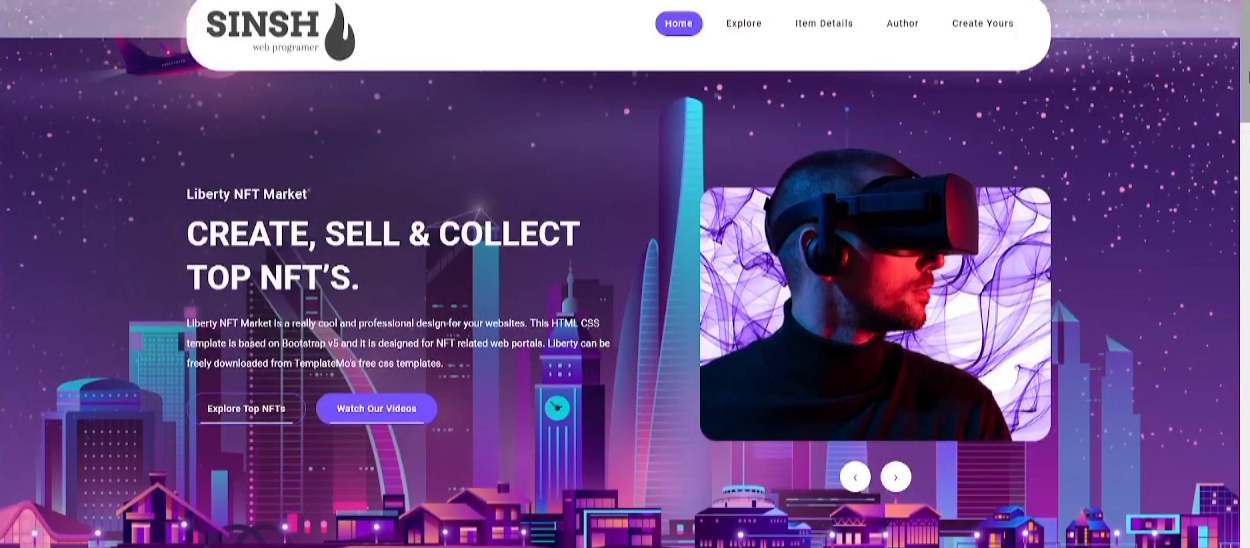 SINSH
web programer
Home
Explore
Item Details
Author
Create Yours
Liberty NFT Market
CREATE, SELL & COLLECT
TOP NFT'S.
Liberty NFT Market is a really cool and professional design for your websites. This HTML CSS
template is based on Bootstrap v5 and it is designed for NFT related web portals. Liberty can be
freely downloaded from TemplateMo's free css templates.
Explore Top NFTs
Watch Our Videos